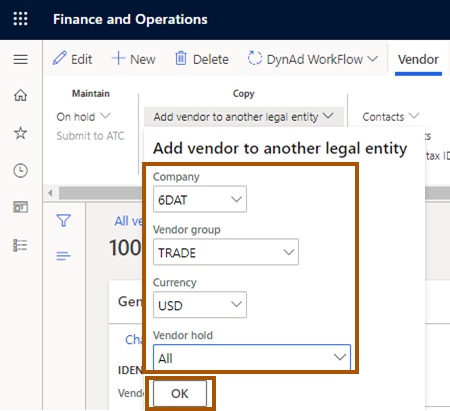 Finance and Operations
Edit New Delete DynAd WorkFlow Vendor
Maintain Copy
On hold Add vendor to another legal entity Contacts
Submit to ATC
tax ID
Add vendor to another legal entity
Company
6DAT
Vendor group
TRADE
Currency
USD
Vendor hold
All
OK
All ve
100
Gen
Cha
IDEN
Vendo